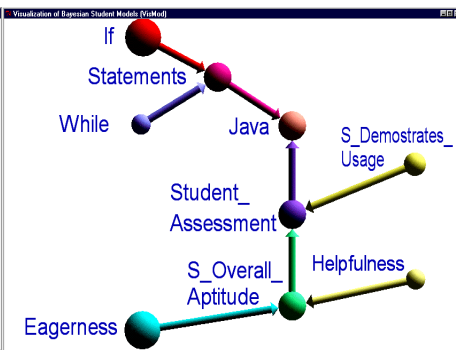 Visualization of Bayesian Student Models (VisMod)
If
Statements
While
Java
S_Demostrates_
Usage
Student_
Assessment
S_Overall_
Aptitude
Helpfulness
Eagerness